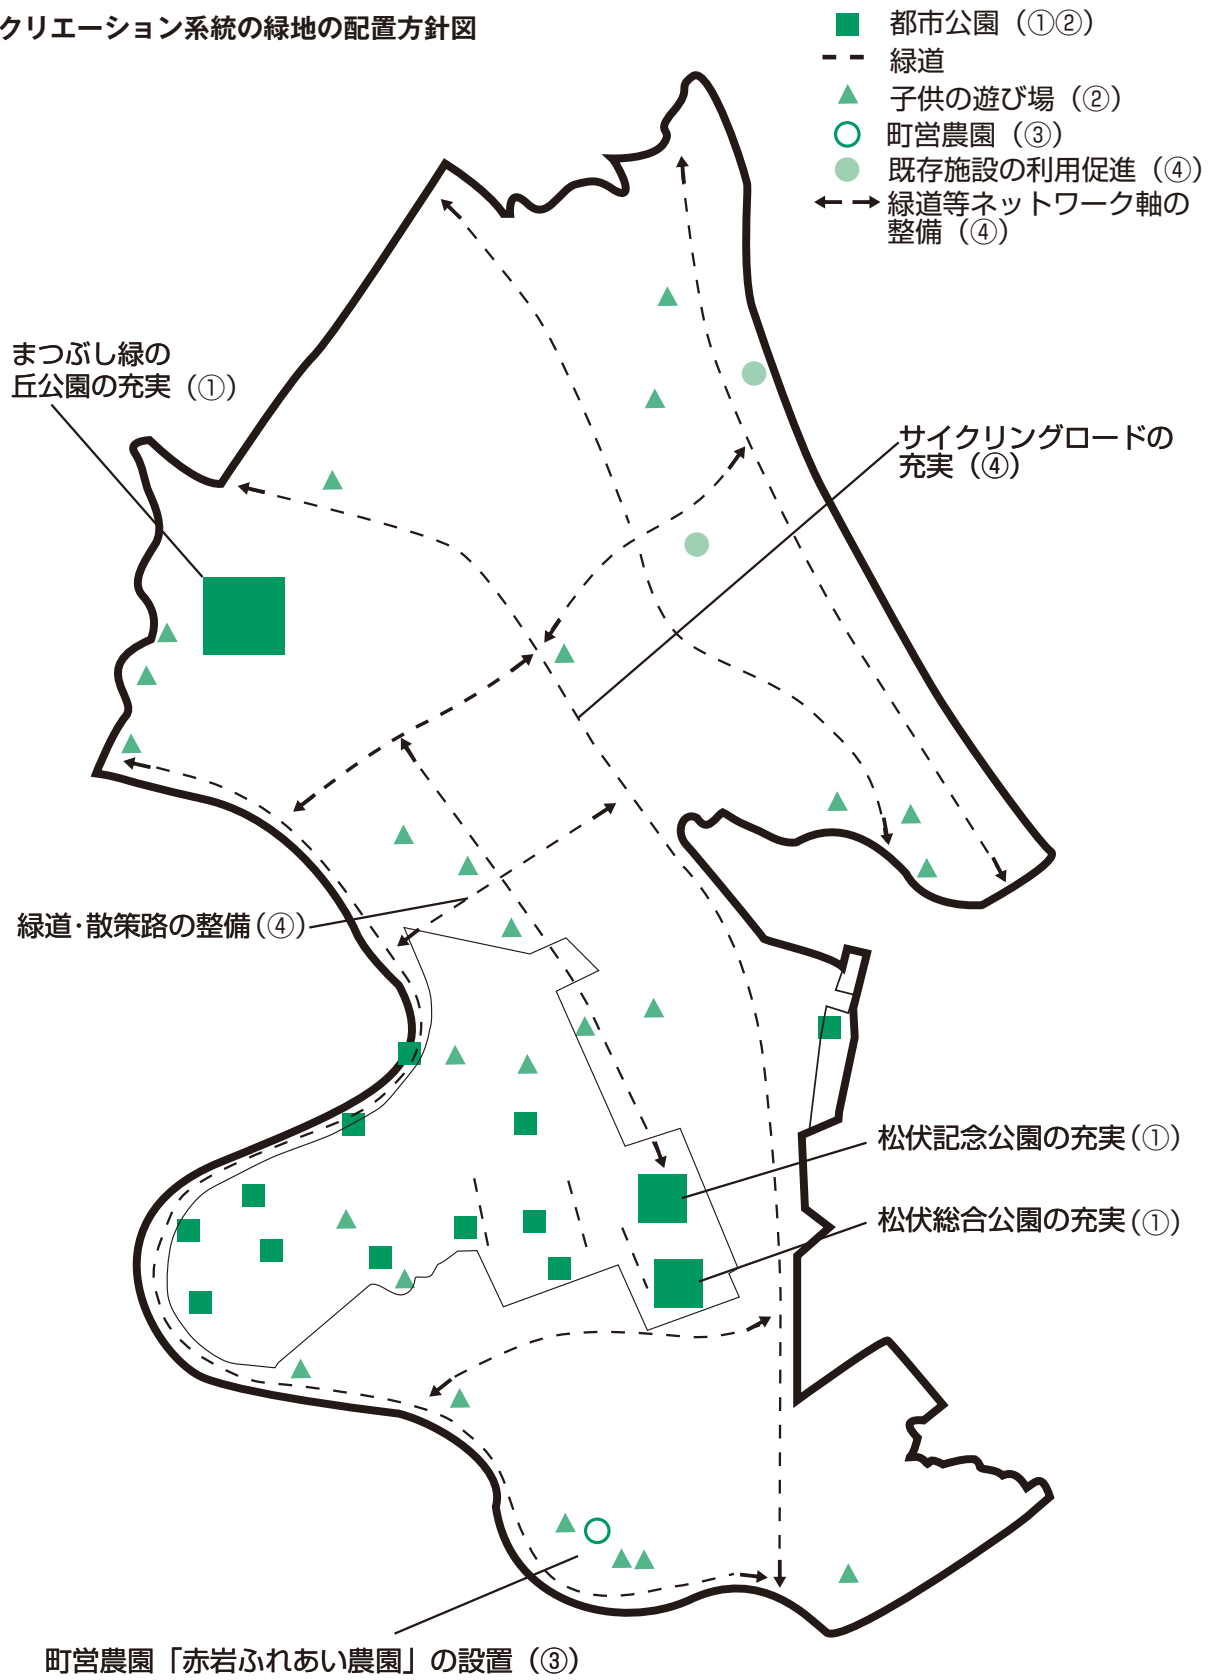 クリエーション系統の緑地の配置方針図
都市公園（①②）
緑道
子供の遊び場（②）
町営農園（③）
既存施設の利用促進（④）
緑道等ネットワーク軸の
整備（④）
まつぶし緑の
丘公園の充実（①）
サイクリングロードの
充実（④）
緑道・散策路の整備（④）
松伏記念公園の充実（①）
松伏総合公園の充実（①）
町営農園「赤岩ふれあい農園」の設置（③）